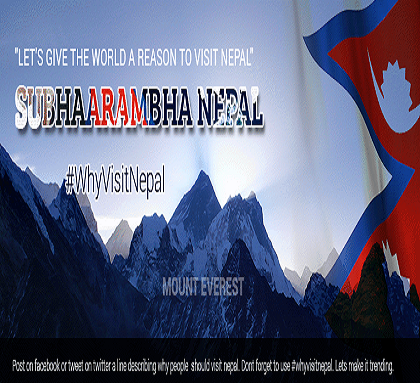 "LET'S GIVE THE WORLD A REASON TO VISIT NEPAL"
SUBHAARAMBHA NEPAL
#WhyVisitNepal
MOUNT EVEREST
Post on facebook or tweet on twitter a line describing why people should visit nepal. Dont forget to use #whyvisitnepal. Lets make it trending.